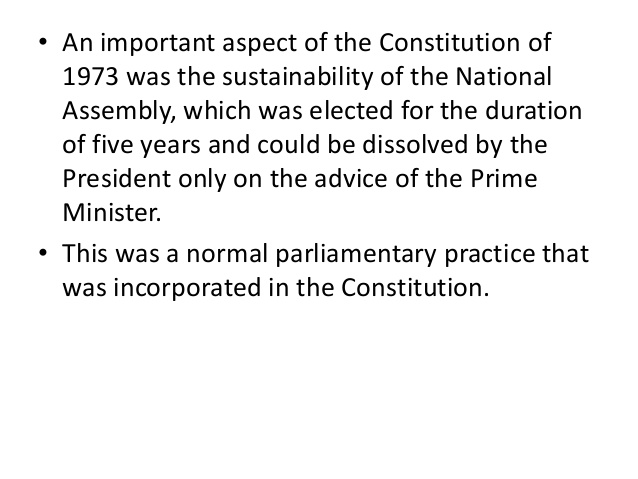 • An important aspect of the Constitution of
1973 was the sustainability of the National
Assembly, which was elected for the duration
of five years and could be dissolved by the
President only on the advice of the Prime
Minister.
• This was a normal parliamentary practice that
was incorporated in the Constitution.